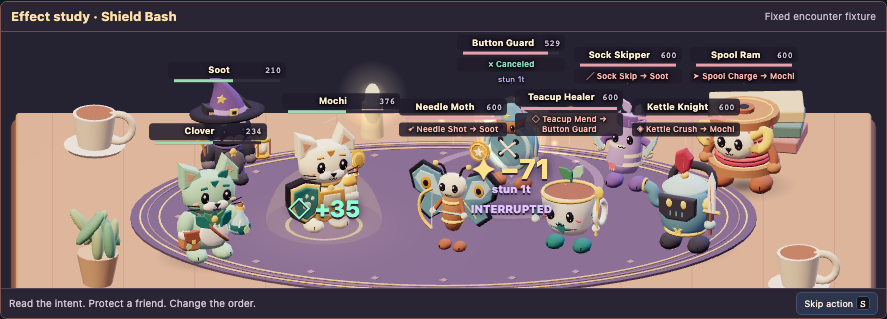 Effect study · Shield Bash
Fixed encounter fixture
Button Guard 529
× Canceled
stun 1t
Sock Skipper 600
Sock Skip → Soot
Spool Ram 600
Spool Charge → Mochi
Soot 210
Mochi 376
Needle Moth 600
Needle Shot → Soot
Teacup Healer 600
Teacup Mend →
Button Guard
Kettle Knight 600
Kettle Crush → Mochi
Clover 234
+35
−71
stun 1t
INTERRUPTED
Read the intent. Protect a friend. Change the order.
Skip action S